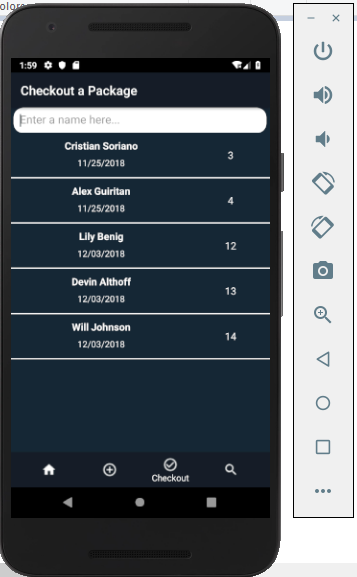 olore
1:59
Checkout a Package
Enter a name here...
Cristian Soriano
11/25/2018
3
Alex Guiritan
11/25/2018
4
Lily Benig
12/03/2018
12
Devin Althoff
12/03/2018
13
Will Johnson
12/03/2018
14
Checkout